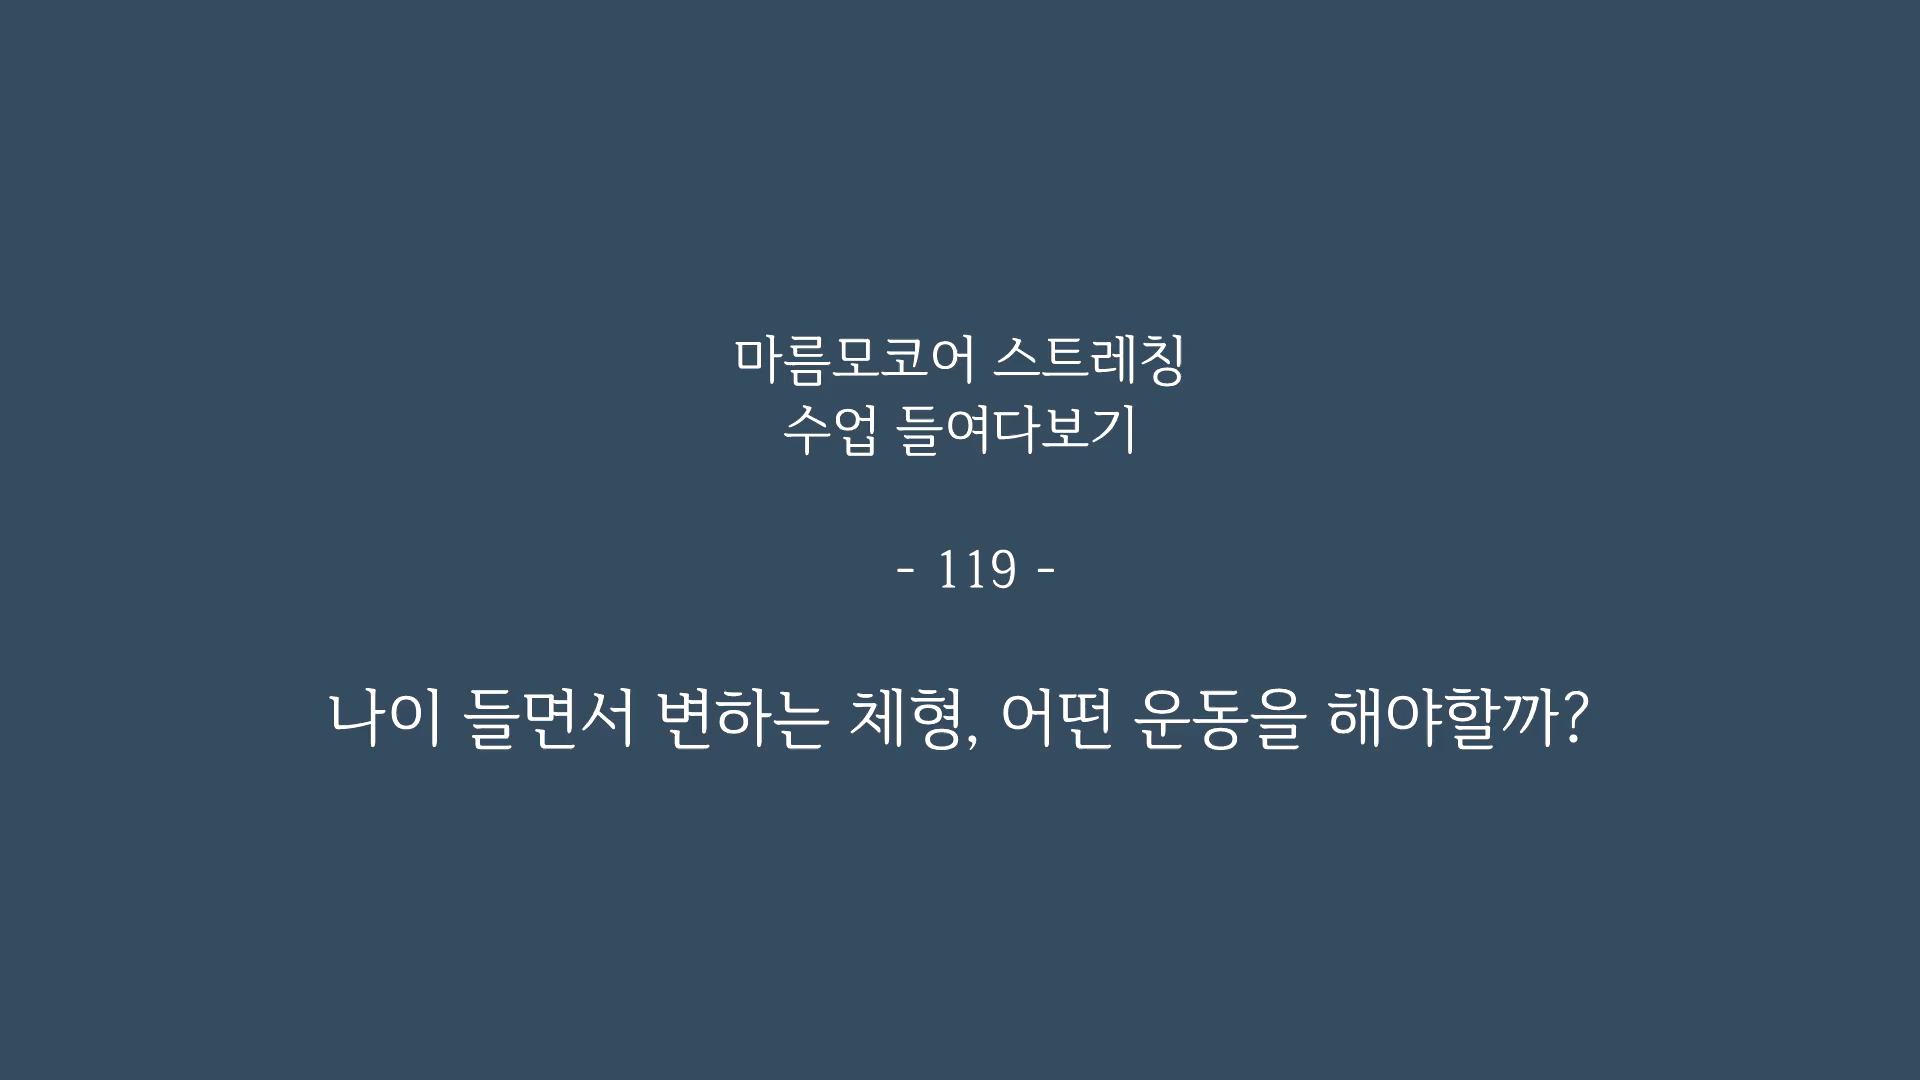 마름모코어 스트레칭
수업 들여다보기
- 119 -
나이 들면서 변하는 체형, 어떤 운동을 해야할까?